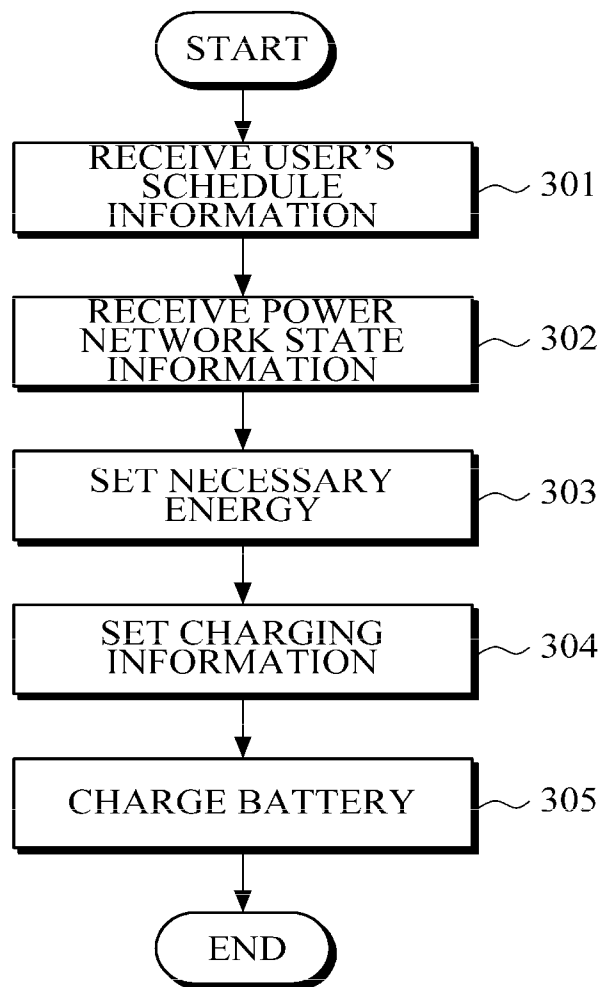 START
RECEIVE USER'S
SCHEDULE
INFORMATION
301
RECEIVE POWER
NETWORK STATE
INFORMATION
302
SET NECESSARY
ENERGY
303
SET CHARGING
INFORMATION
304
CHARGE BATTERY
305
END